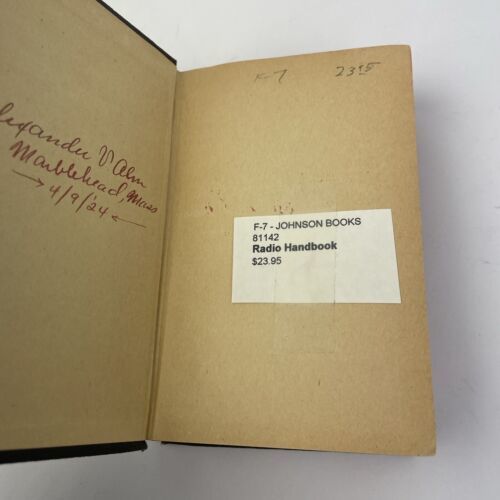 Marblehead, Mass
→ 4/9/24 ←
K-7 23 95
F-7 - JOHNSON BOOKS
81142
Radio Handbook
$23.95